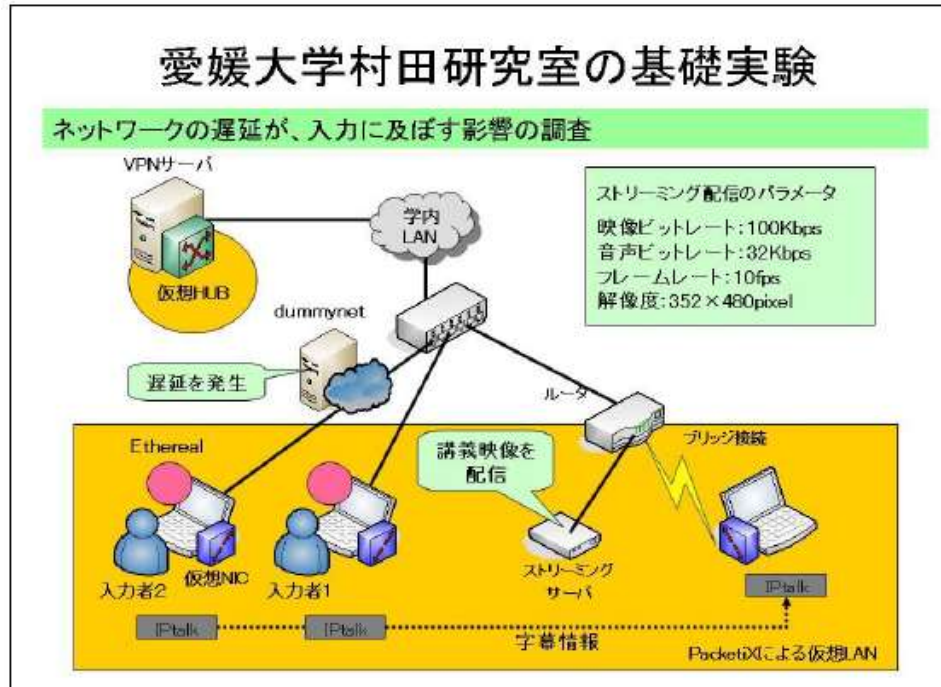 愛媛大学村田研究室の基礎実験
ネットワークの遅延が、入力に及ぼす影響の調査
VPNサーバ
学内
LAN
仮想HUB
ストリーミング配信のパラメータ
映像ビットレート：100Kbps
音声ビットレート：32Kbps
フレームレート：10fps
解像度：352×480pixel
dummynet
遅延を発生
ルータ
Ethereal
講義映像を
配信
ブリッジ接続
入力者2
仮想NIC
入力者1
ストリーミング
サーバ
IPtalk
IPtalk
IPtalk
字幕情報
PacketiXによる仮想LAN